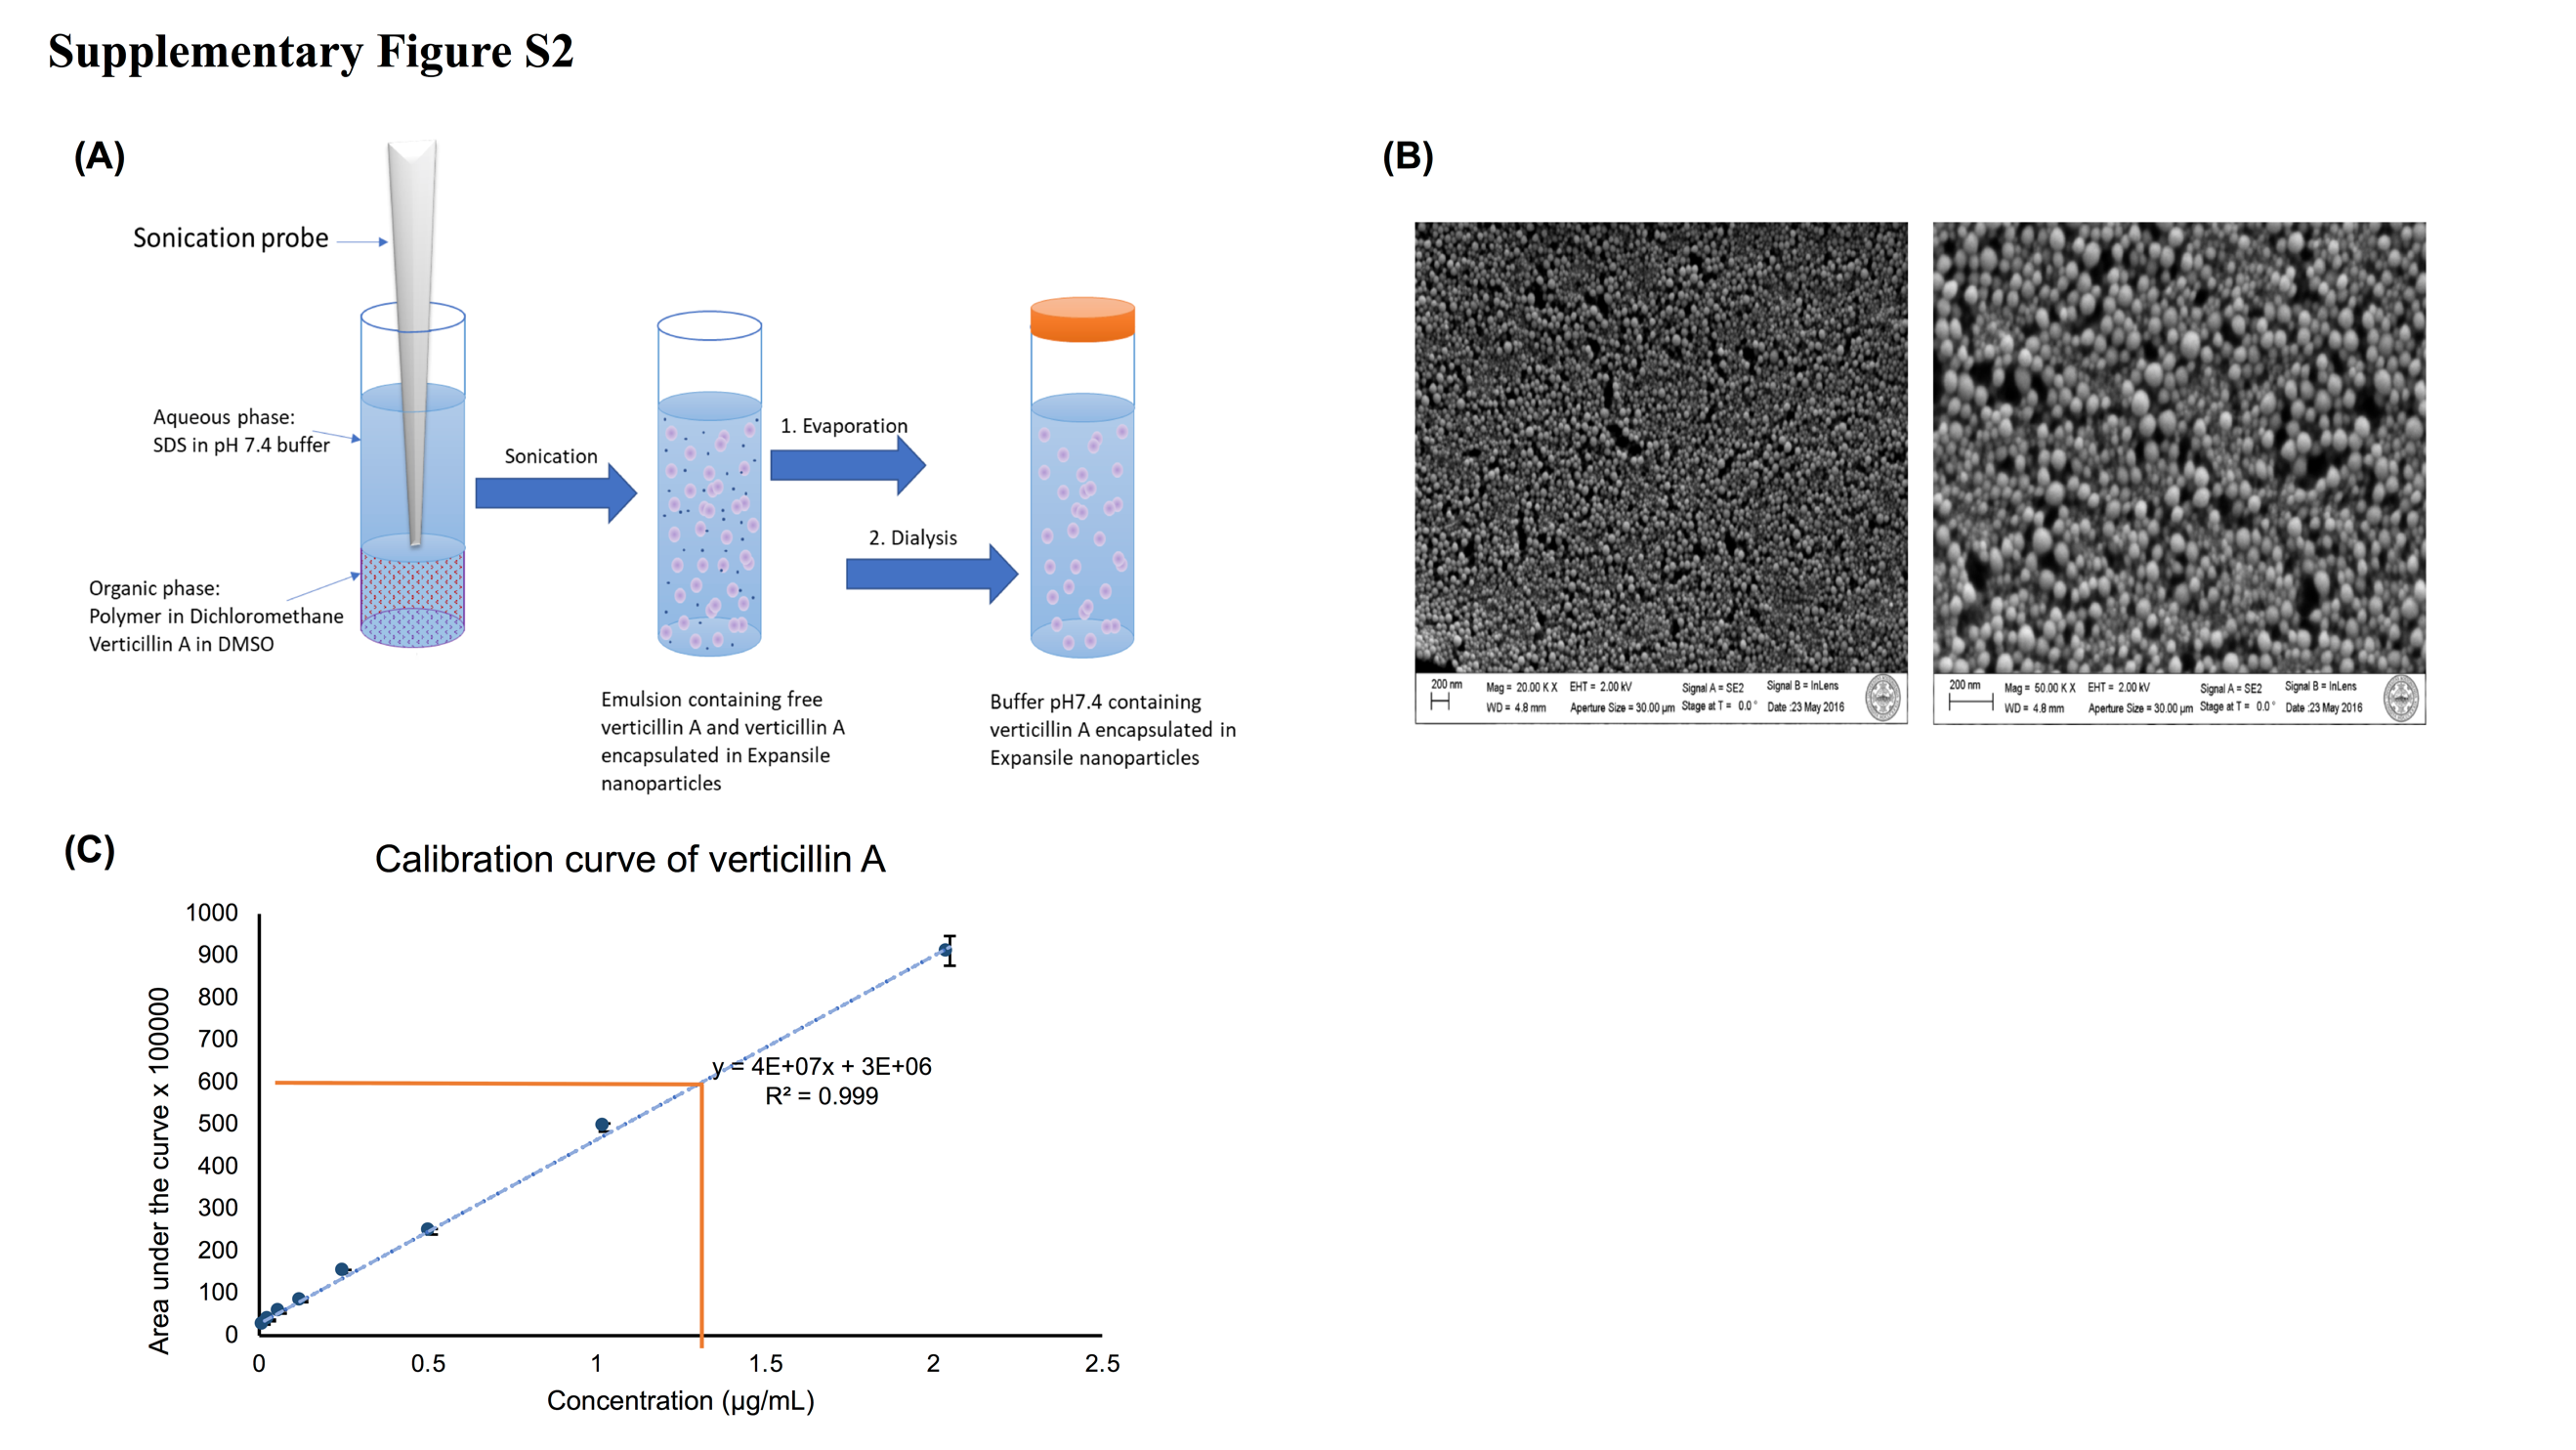 Supplementary Figure S2
(A)
Sonication probe
Aqueous phase:
SDS in pH 7.4 buffer
Organic phase:
Polymer in Dichloromethane
Verticillin A in DMSO
Sonication
1. Evaporation
2. Dialysis
Emulsion containing free
verticillin A and verticillin A
encapsulated in Expansile
nanoparticles
Buffer pH7.4 containing
verticillin A encapsulated in
Expansile nanoparticles
(B)
200 nm
Mag = 20.00 K X EHT = 2.00 kV Signal A = SE2 Signal B = InLens
WD = 4.8 mm Aperture Size = 30.00 µm Stage at T = 0.0 ° Date :23 May 2016
200 nm
Mag = 50.00 K X EHT = 2.00 kV Signal A = SE2 Signal B = InLens
WD = 4.8 mm Aperture Size = 30.00 µm Stage at T = 0.0 ° Date :23 May 2016
(C)
Calibration curve of verticillin A
Area under the curve x 100000
1000
900
800
700
600
500
400
300
200
100
0
y = 4E+07x + 3E+06
R² = 0.999
0 0.5 1 1.5 2 2.5
Concentration (µg/mL)